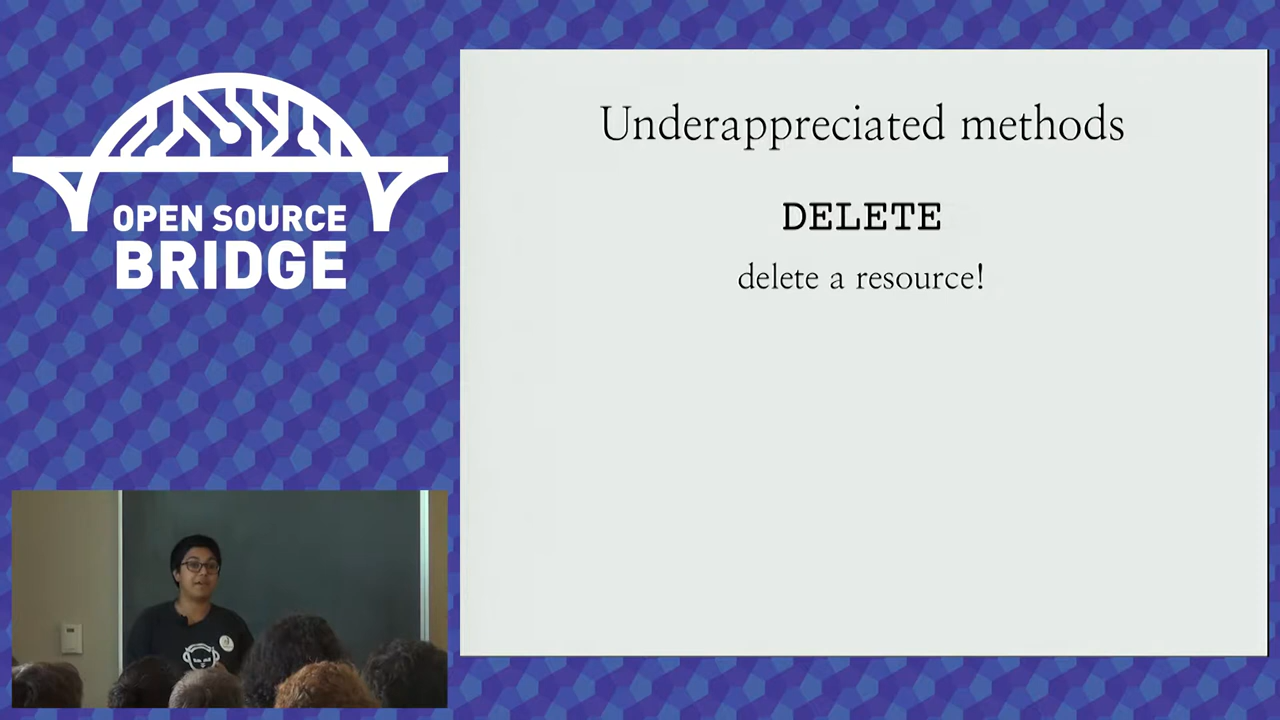 OPEN SOURCE
BRIDGE
Underappreciated methods
DELETE
delete a resource!